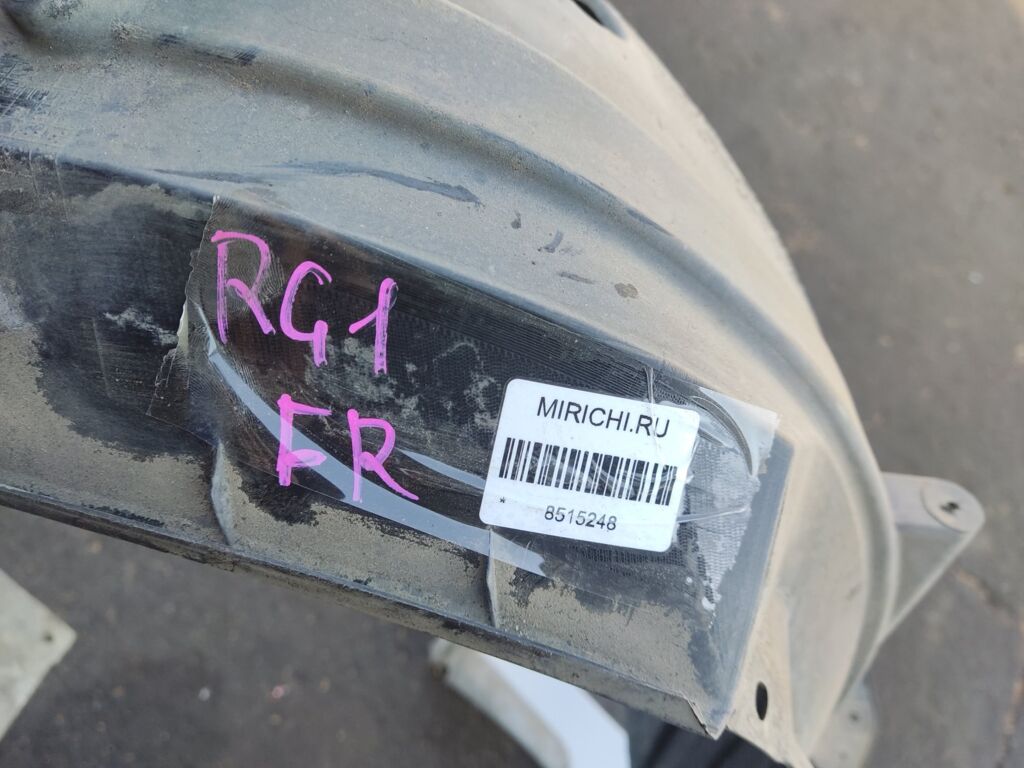 RG1
FR
MIRICHI.RU
* 8515248